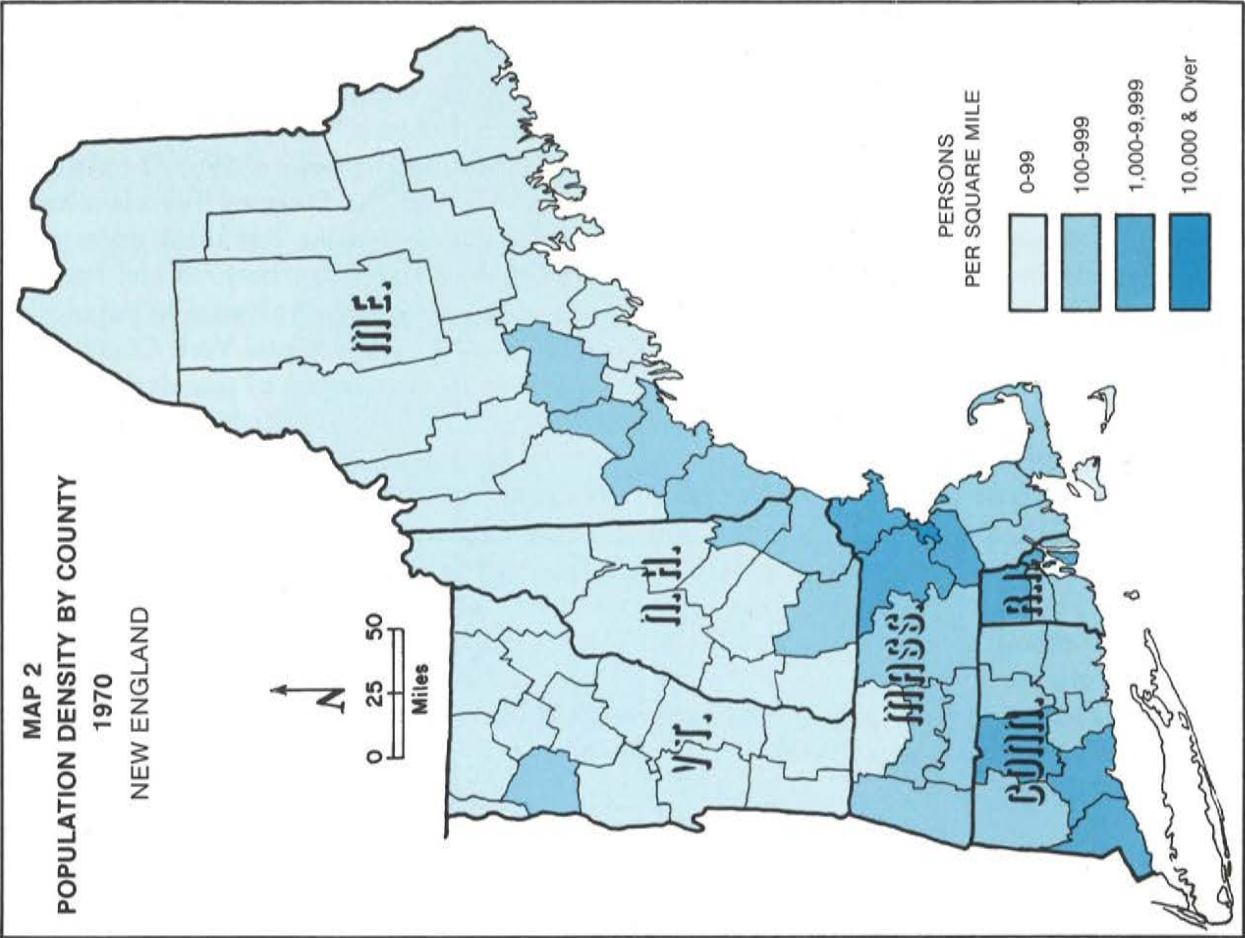 MAP 2
POPULATION DENSITY BY COUNTY
1970
NEW ENGLAND
N
0 25 50
Miles
ME.
VT.
N.H.
MASS.
CONN.
R.I.
PERSONS
PER SQUARE MILE
0-99
100-999
1,000-9,999
10,000 & Over